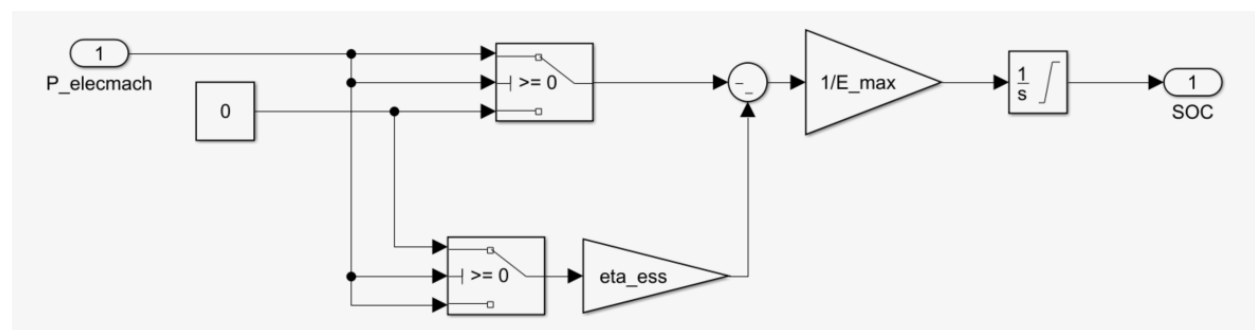 1
P_elecmach
>= 0
0
− −
1/E_max
1
s
1
SOC
>= 0
eta_ess